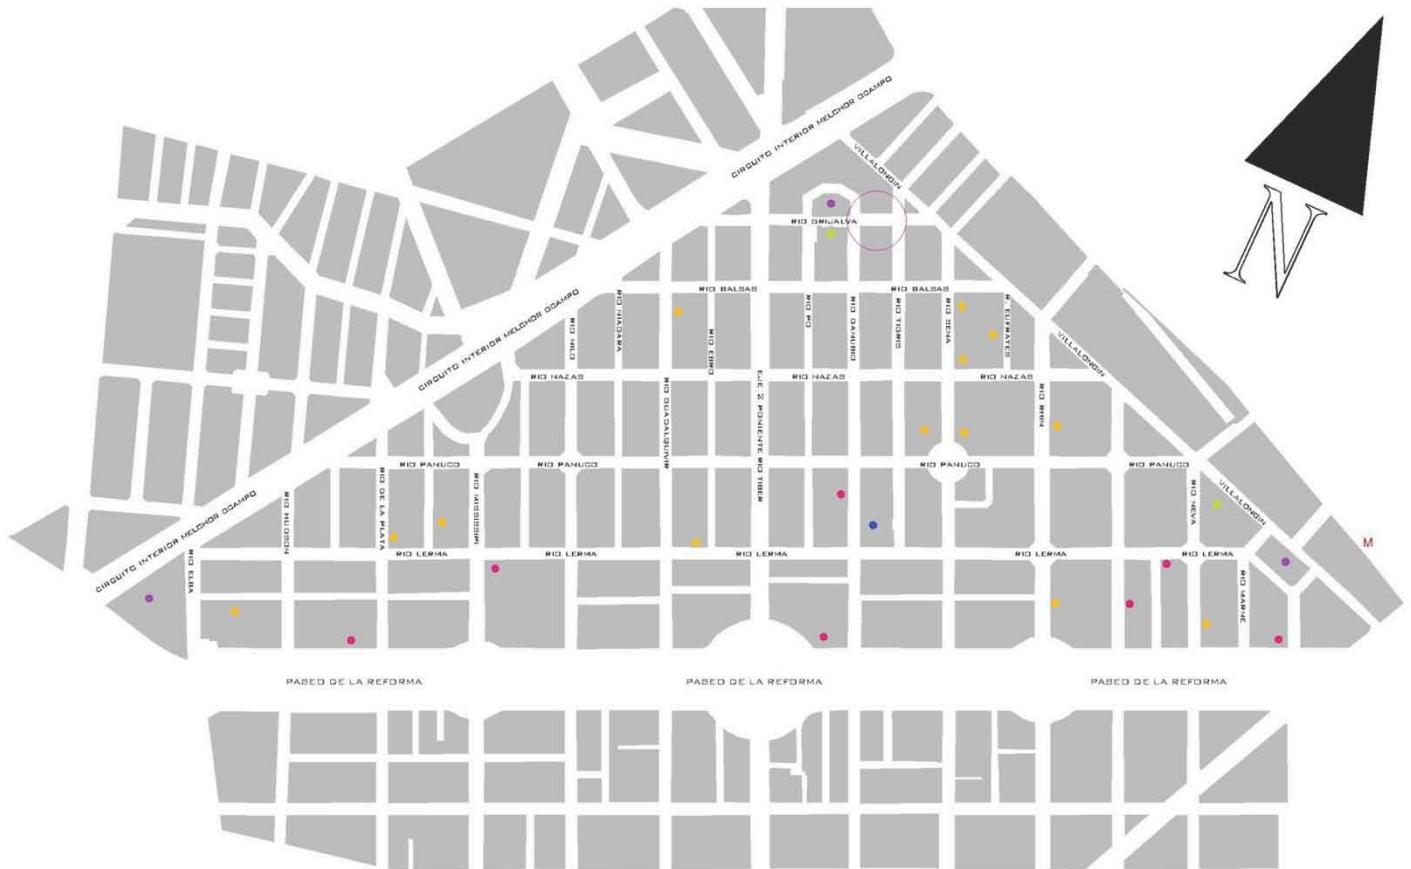 CIRQUITO INTERIOR MELCHOR OCAMPO
VILLALONGIN
RIO GRIJALVA
N
RIO BALSAS
RIO BALSAS
CIRQUITO INTERIOR MELCHOR OCAMPO
RIO NILO
RIO NIAGARA
RIO EBRO
RIO PO
RIO DANUBIO
RIO TIGRIS
RIO SENA
R. EUFRATES
VILLALONGIN
RIO NAZAS
RIO NAZAS
RIO NAZAS
RIO GUADALQUIVIR
EJE 2 PONIENTE RIO TIBER
RIO RHIN
RIO PANUCO
RIO PANUCO
RIO PANUCO
RIO PANUCO
CIRQUITO INTERIOR MELCHOR OCAMPO
RIO HUDSON
RIO DE LA PLATA
RIO MISSISSIPI
RIO NEVA
VILLALONGIN
M
RIO ELBA
RIO LERMA
RIO LERMA
RIO LERMA
RIO LERMA
RIO LERMA
RIO MARNE
PASEO DE LA REFORMA
PASEO DE LA REFORMA
PASEO DE LA REFORMA